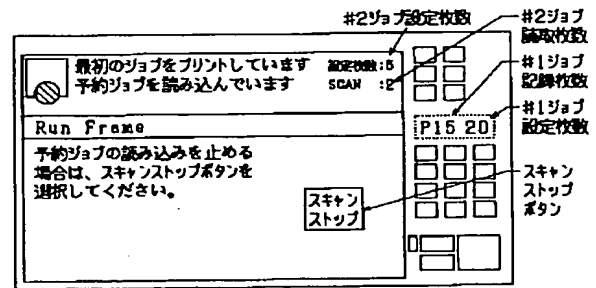 #2ジョブ設定枚数
#2ジョブ
読取枚数
最初のジョブをプリントしています 設定枚数:5
予約ジョブを読み込んでいます SCAN :2
#1ジョブ
記録枚数
#1ジョブ
設定枚数
Run Frame
P15 20
予約ジョブの読み込みを止める
場合は、スキャンストップボタンを
選択してください。
スキャン
ストップ
スキャン
ストップ
ボタン